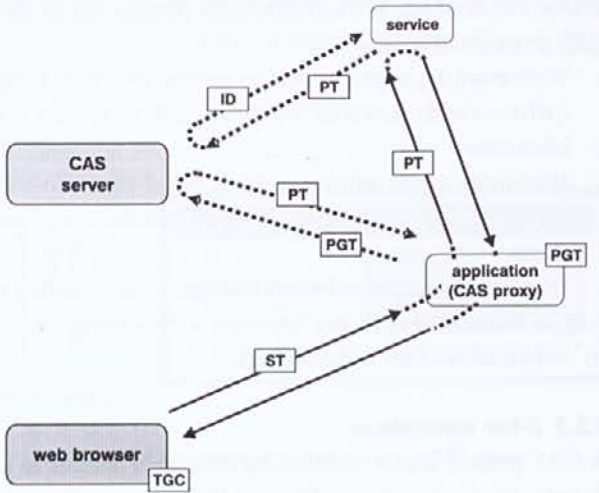 service
ID
PT
PT
CAS
server
PT
PGT
PGT
application
(CAS proxy)
ST
web browser
TGC